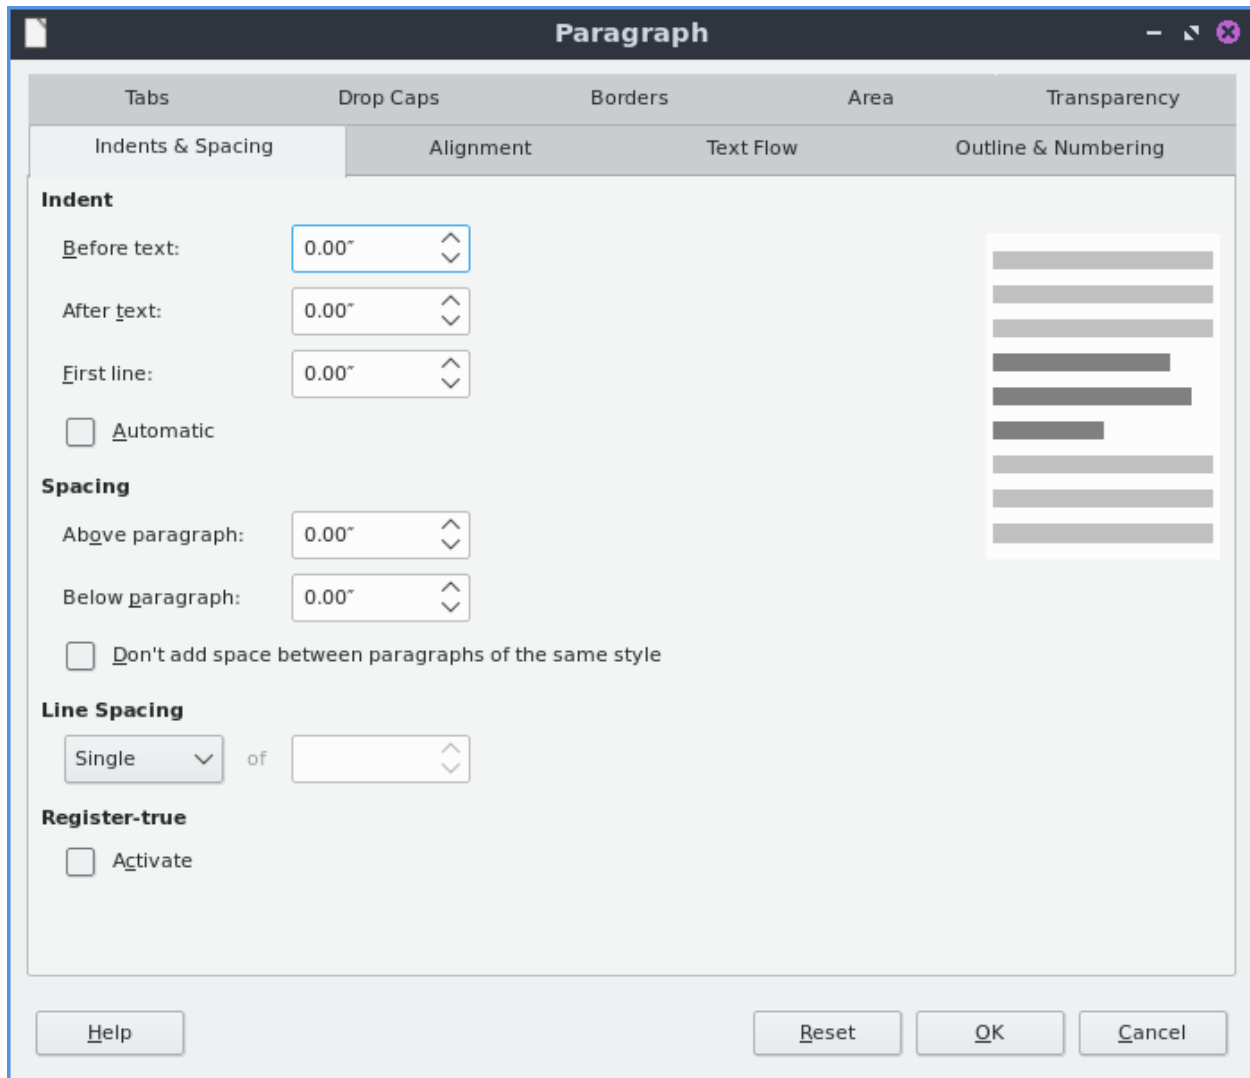 Paragraph
Tabs Drop Caps Borders Area Transparency
Indents & Spacing Alignment Text Flow Outline & Numbering
Indent
Before text: 0.00″
After text: 0.00″
First line: 0.00″
Automatic
Spacing
Above paragraph: 0.00″
Below paragraph: 0.00″
Don't add space between paragraphs of the same style
Line Spacing
Single of
Register-true
Activate
Help Reset OK Cancel